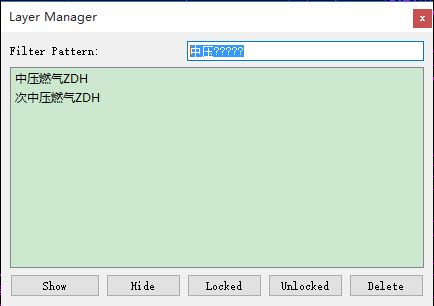 Layer Manager
x
Filter Pattern:
中压?????
中压燃气ZDH
次中压燃气ZDH
Show
Hide
Locked
Unlocked
Delete